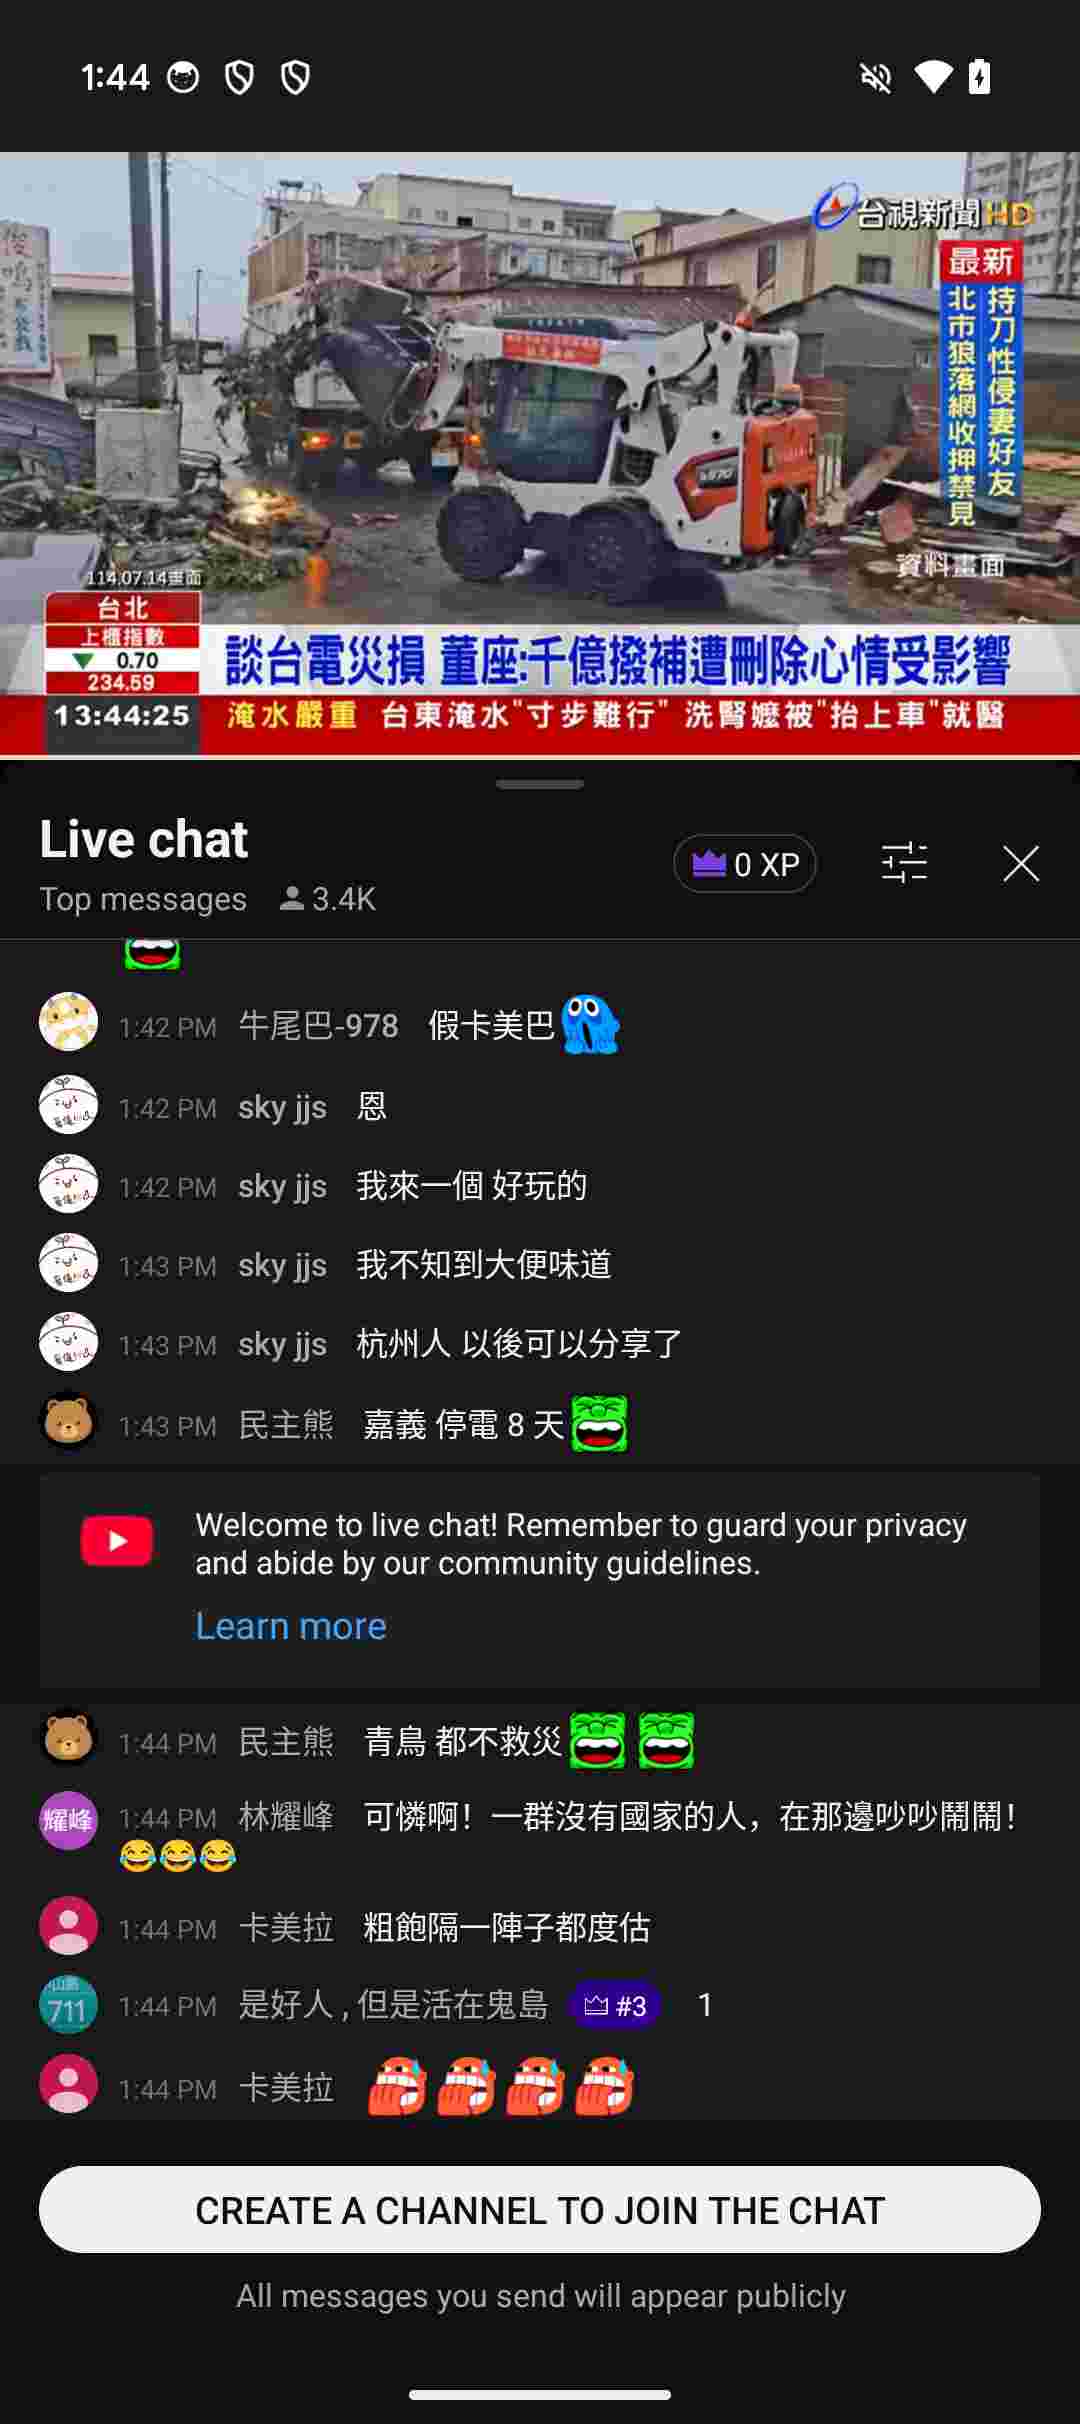 1:44
台視新聞HD
最新
持刀性侵妻好友
北市狼落網收押禁見
資料畫面
114.07.14畫面
台北
上櫃指數
0.70
234.59
談台電災損 董座:千億撥補遭刪除心情受影響
13:44:25
淹水嚴重 台東淹水"寸步難行" 洗腎嬤被"抬上車"就醫
Live chat
0 XP
Top messages 3.4K
1:42 PM 牛尾巴-978 假卡美巴
1:42 PM sky jjs 恩
1:42 PM sky jjs 我來一個 好玩的
1:43 PM sky jjs 我不知到大便味道
1:43 PM sky jjs 杭州人 以後可以分享了
1:43 PM 民主熊 嘉義 停電 8 天
Welcome to live chat! Remember to guard your privacy
and abide by our community guidelines.
Learn more
1:44 PM 民主熊 青鳥 都不救災
耀峰 1:44 PM 林耀峰 可憐啊！一群沒有國家的人，在那邊吵吵鬧鬧！
😂😂😂
1:44 PM 卡美拉 粗飽隔一陣子都度估
711 1:44 PM 是好人 , 但是活在鬼島 #3 1
1:44 PM 卡美拉
CREATE A CHANNEL TO JOIN THE CHAT
All messages you send will appear publicly